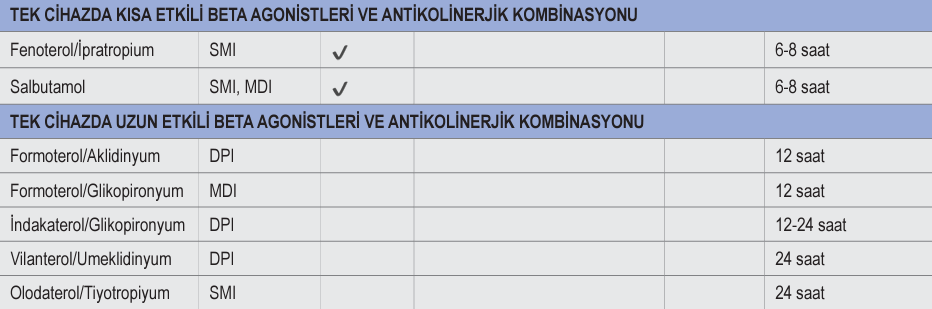 TEK CİHAZDA KISA ETKİLİ BETA AGONİSTLERİ VE ANTİKOLİNERJİK KOMBİNASYONU
Fenoterol/İpratropium SMI ✓ 6-8 saat
Salbutamol SMI, MDI ✓ 6-8 saat
TEK CİHAZDA UZUN ETKİLİ BETA AGONİSTLERİ VE ANTİKOLİNERJİK KOMBİNASYONU
Formoterol/Aklidinyum DPI 12 saat
Formoterol/Glikopironyum MDI 12 saat
İndakaterol/Glikopironyum DPI 12-24 saat
Vilanterol/Umeklidinyum DPI 24 saat
Olodaterol/Tiyotropiyum SMI 24 saat